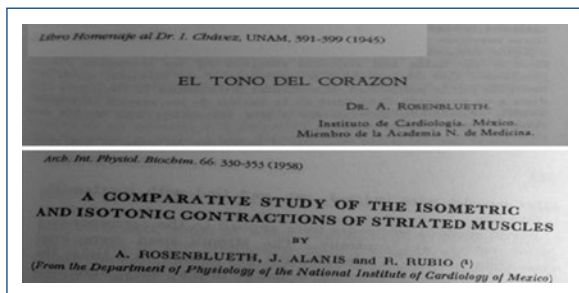 Libro Homenaje al Dr. I. Chávez, UNAM, 391-399 (1945)
EL TONO DEL CORAZON
DR. A. ROSENBLUETH.
Instituto de Cardiología. México.
Miembro de la Academia N. de Medicina.
Arch. Int. Physiol. Biochim. 66: 330-353 (1958)
A COMPARATIVE STUDY OF THE ISOMETRIC
AND ISOTONIC CONTRACTIONS OF STRIATED MUSCLES
BY
A. ROSENBLUETH, J. ALANIS and R. RUBIO (¹)
(From the Department of Physiology of the National Institute of Cardiology of Mexico)